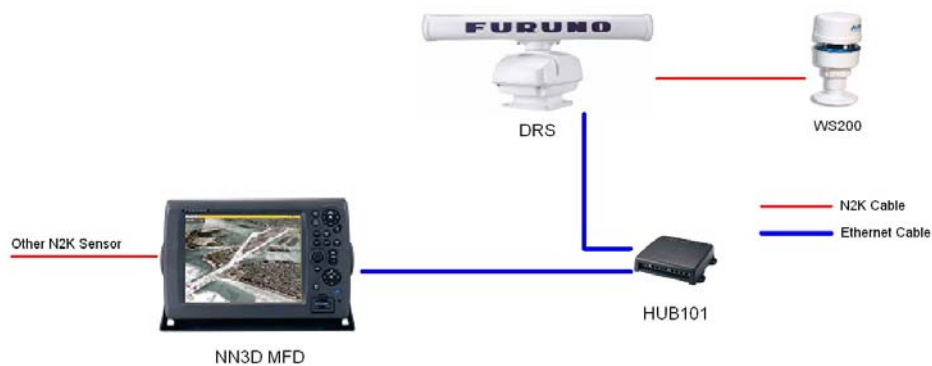 FURUNO
DRS
WS200
N2K Cable
Ethernet Cable
Other N2K Sensor
HUB101
NN3D MFD